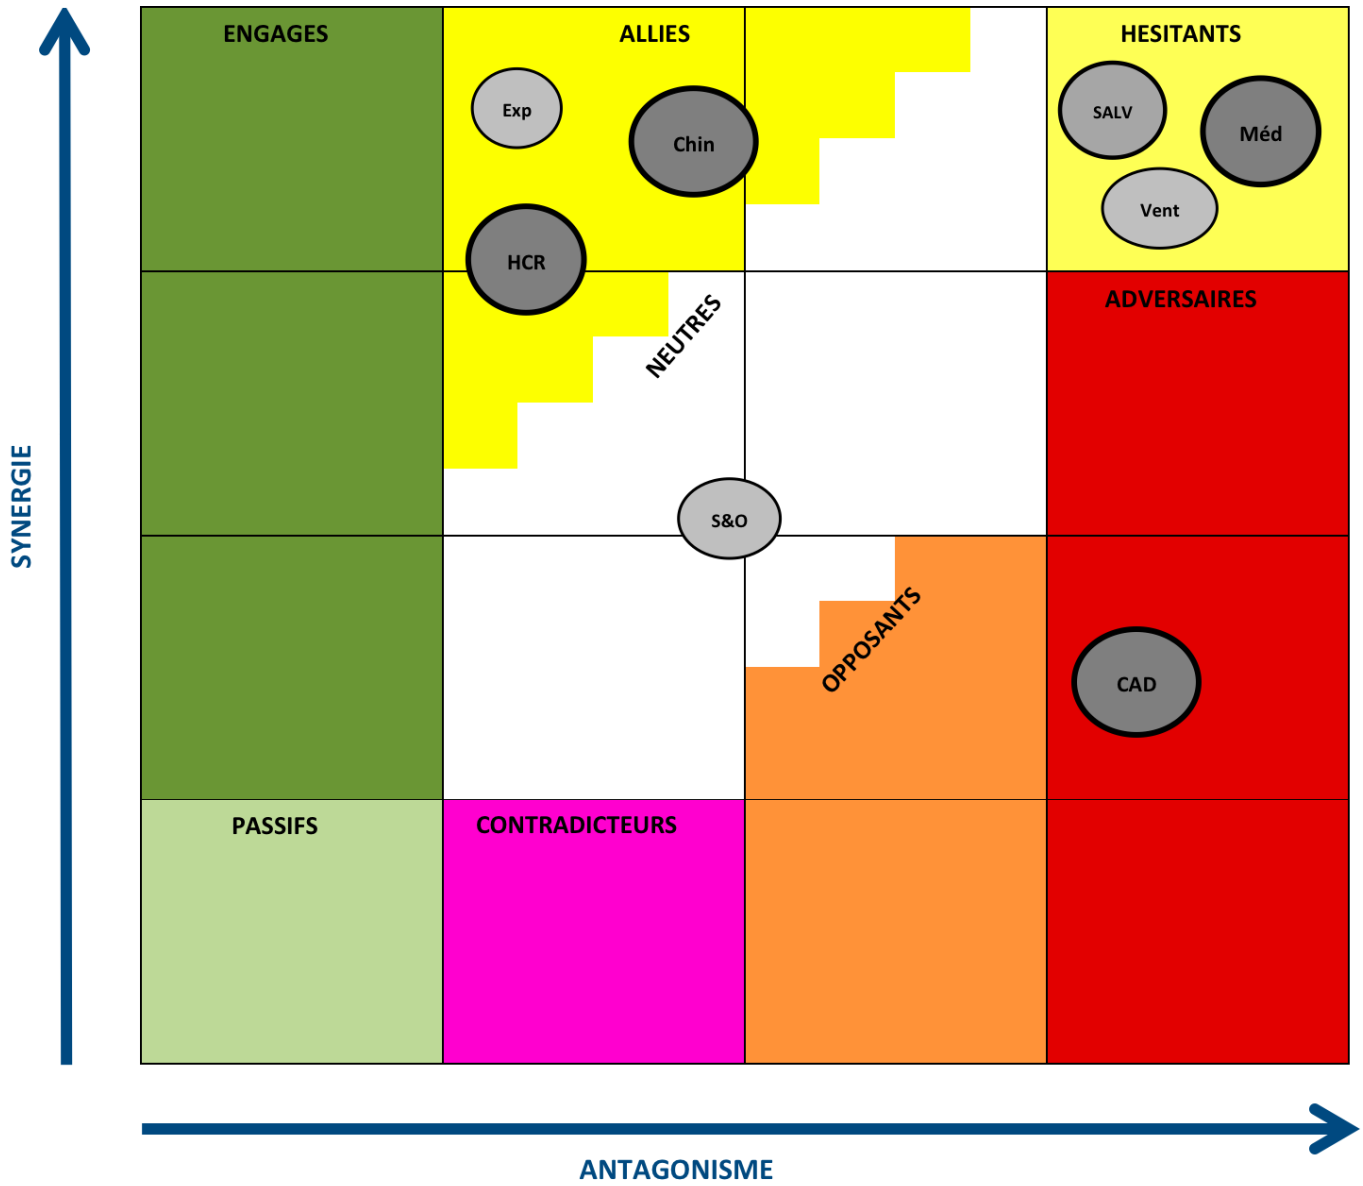 ENGAGES
ALLIES
HESITANTS
Exp
Chin
SALV
Méd
Vent
HCR
NEUTRES
ADVERSAIRES
SYNERGIE
S&O
OPPOSANTS
CAD
PASSIFS
CONTRADICTEURS
ANTAGONISME